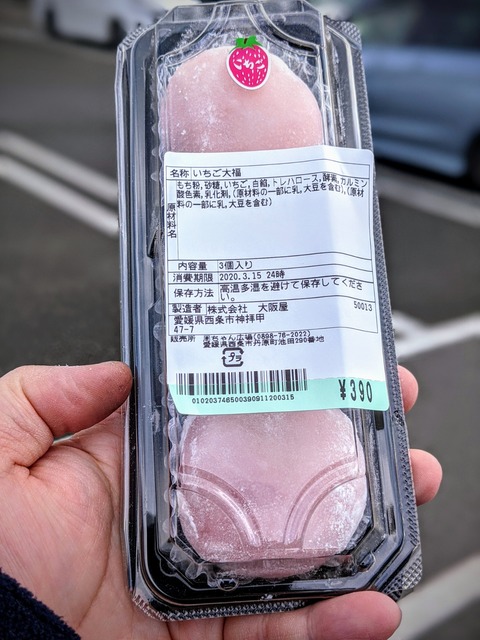 いちご
名称 いちご大福
原材料名
もち粉,砂糖,いちご,白餡,トレハロース,酵素,カルミン
酸色素,乳化剤,(原材料の一部に乳,大豆を含む),(原材
料の一部に乳,大豆を含む)
内容量 3個入り
消費期限 2020.3.15 24時
保存方法 高温多湿を避けて保存してくださ
い。
製造者 株式会社 大阪屋 50013
愛媛県西条市神拝甲
47-7
販売所 まちゃん広場(0898-76-2022)
愛媛県西条市丹原町池田290番地
プラ
0102037465003909112003​15
¥390